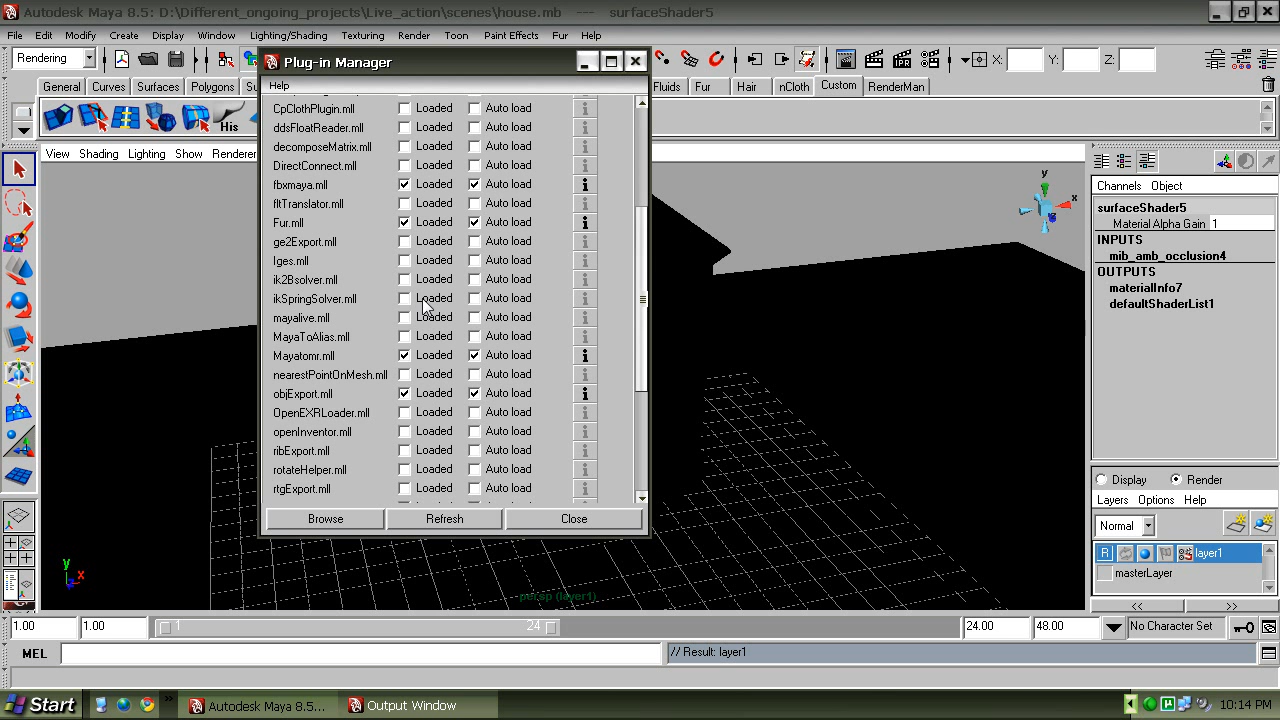 Autodesk Maya 8.5: D:\Different_ongoing_projects\Live_action\scenes\house.mb --- surfaceShader5
File Edit Modify Create Display Window Lighting/Shading Texturing Render Toon Paint Effects Fur Help
Rendering
X: Y: Z:
General Curves Surfaces Polygons
Fluids Fur Hair nCloth Custom RenderMan
His
IPR
View Shading Lighting Show Renderer
Plug-in Manager
Help
CpClothPlugin.mll Loaded Auto load
ddsFloatReader.mll Loaded Auto load
decomposeMatrix.mll Loaded Auto load
DirectConnect.mll Loaded Auto load
fbxmaya.mll Loaded Auto load
fltTranslator.mll Loaded Auto load
Fur.mll Loaded Auto load
ge2Export.mll Loaded Auto load
Iges.mll Loaded Auto load
ik2Bsolver.mll Loaded Auto load
ikSpringSolver.mll Loaded Auto load
mayalive.mll Loaded Auto load
MayaToAlias.mll Loaded Auto load
Mayatomr.mll Loaded Auto load
nearestPointOnMesh.mll Loaded Auto load
objExport.mll Loaded Auto load
OpenEXRLoader.mll Loaded Auto load
openInventor.mll Loaded Auto load
ribExport.mll Loaded Auto load
rotateHelper.mll Loaded Auto load
rtgExport.mll Loaded Auto load
Browse Refresh Close
y
x
y
x
persp (layer1)
Channels Object
surfaceShader5
Material Alpha Gain 1
INPUTS
mib_amb_occlusion4
OUTPUTS
materialInfo7
defaultShaderList1
Display Render
Layers Options Help
Normal
R layer1
masterLayer
<< >>
1.00 1.00 1 24 24.00 48.00 No Character Set
MEL // Result: layer1
Start Autodesk Maya 8.5... Output Window 10:14 PM